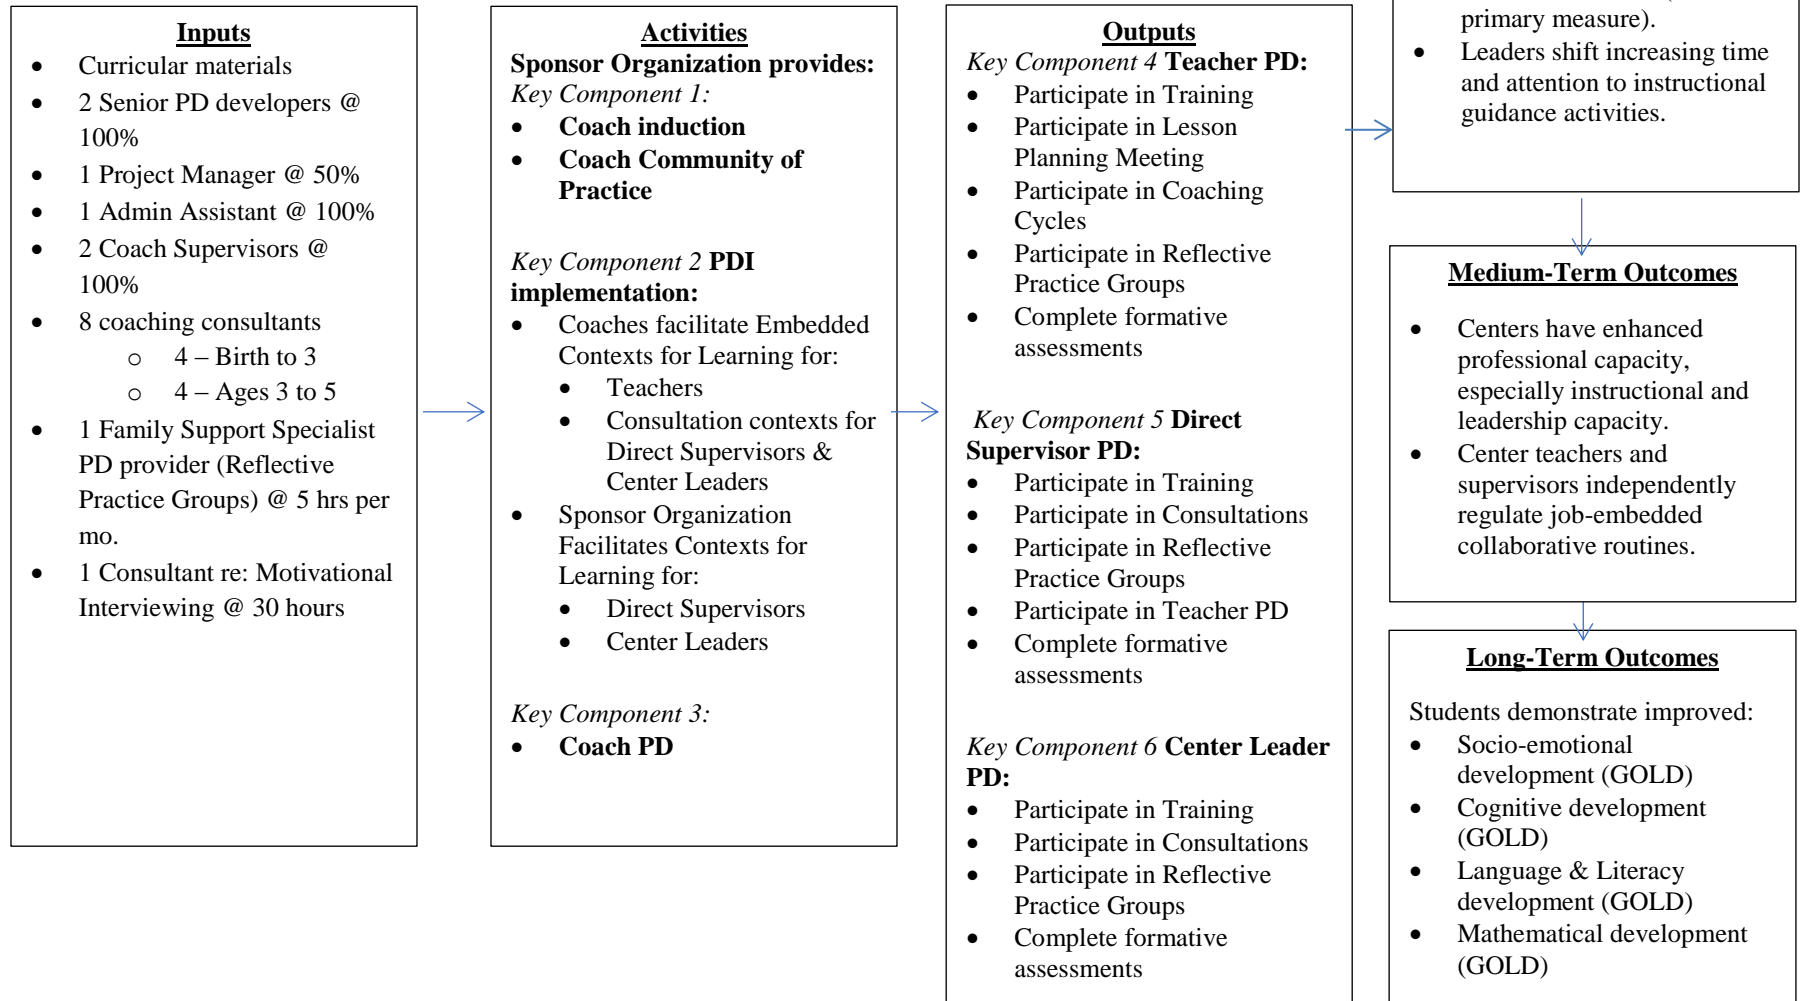 Inputs
• Curricular materials
• 2 Senior PD developers @
100%
• 1 Project Manager @ 50%
• 1 Admin Assistant @ 100%
• 2 Coach Supervisors @
100%
• 8 coaching consultants
o 4 – Birth to 3
o 4 – Ages 3 to 5
• 1 Family Support Specialist
PD provider (Reflective
Practice Groups) @ 5 hrs per
mo.
• 1 Consultant re: Motivational
Interviewing @ 30 hours
Activities
Sponsor Organization provides:
Key Component 1:
• Coach induction
• Coach Community of
Practice
Key Component 2 PDI
implementation:
• Coaches facilitate Embedded
Contexts for Learning for:
• Teachers
• Consultation contexts for
Direct Supervisors &
Center Leaders
• Sponsor Organization
Facilitates Contexts for
Learning for:
• Direct Supervisors
• Center Leaders
Key Component 3:
• Coach PD
Outputs
Key Component 4 Teacher PD:
• Participate in Training
• Participate in Lesson
Planning Meeting
• Participate in Coaching
Cycles
• Participate in Reflective
Practice Groups
• Complete formative
assessments
Key Component 5 Direct
Supervisor PD:
• Participate in Training
• Participate in Consultations
• Participate in Reflective
Practice Groups
• Participate in Teacher PD
• Complete formative
assessments
Key Component 6 Center Leader
PD:
• Participate in Training
• Participate in Consultations
• Participate in Reflective
Practice Groups
• Complete formative
assessments
primary measure).
• Leaders shift increasing time
and attention to instructional
guidance activities.
Medium-Term Outcomes
• Centers have enhanced
professional capacity,
especially instructional and
leadership capacity.
• Center teachers and
supervisors independently
regulate job-embedded
collaborative routines.
Long-Term Outcomes
Students demonstrate improved:
• Socio-emotional
development (GOLD)
• Cognitive development
(GOLD)
• Language & Literacy
development (GOLD)
• Mathematical development
(GOLD)